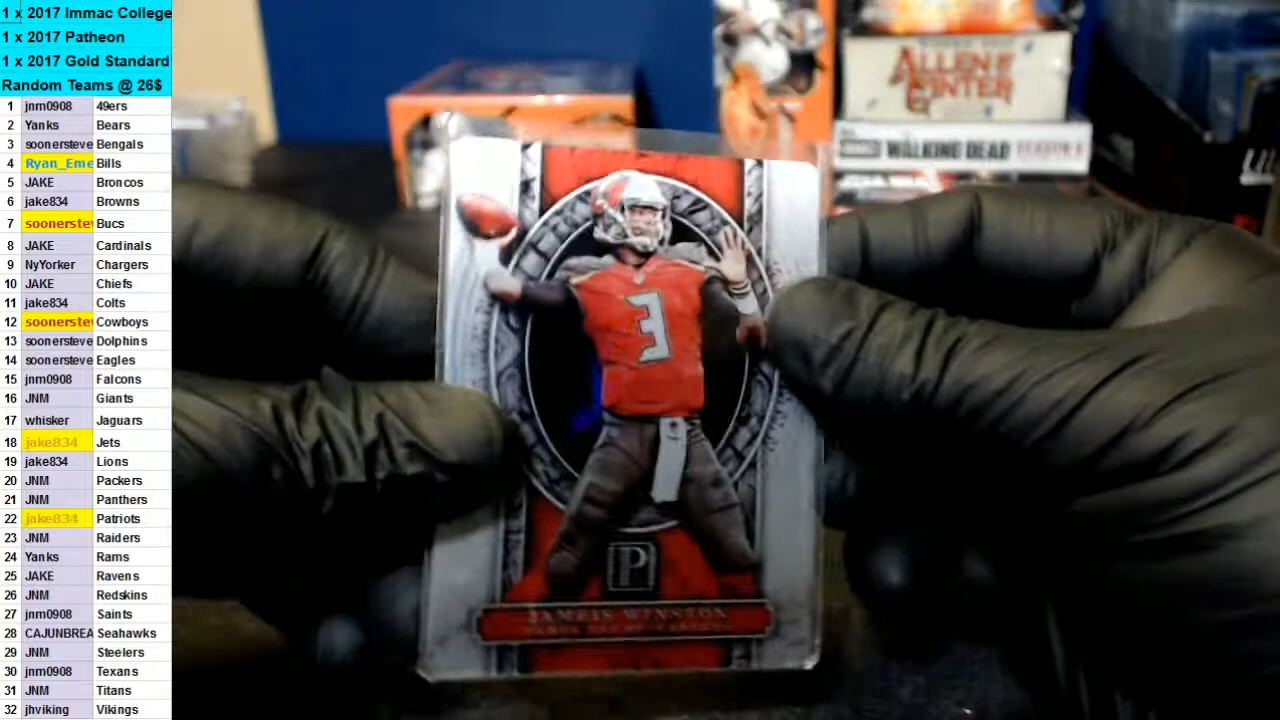 1 x 2017 Immac College
1 x 2017 Patheon
1 x 2017 Gold Standard
Random Teams @ 26$
1 jnm0908 49ers
2 Yanks Bears
3 soonersteve Bengals
4 Ryan_Eme Bills
5 JAKE Broncos
6 jake834 Browns
7 soonerstev Bucs
8 JAKE Cardinals
9 NyYorker Chargers
10 JAKE Chiefs
11 jake834 Colts
12 soonerstev Cowboys
13 soonersteve Dolphins
14 soonersteve Eagles
15 jnm0908 Falcons
16 JNM Giants
17 whisker Jaguars
18 jake834 Jets
19 jake834 Lions
20 JNM Packers
21 JNM Panthers
22 jake834 Patriots
23 JNM Raiders
24 Yanks Rams
25 JAKE Ravens
26 JNM Redskins
27 jnm0908 Saints
28 CAJUNBREA Seahawks
29 JNM Steelers
30 jnm0908 Texans
31 JNM Titans
32 jhviking Vikings
ALLEN &
GINTER
WALKING DEAD
3
P
JAMEIS WINSTON